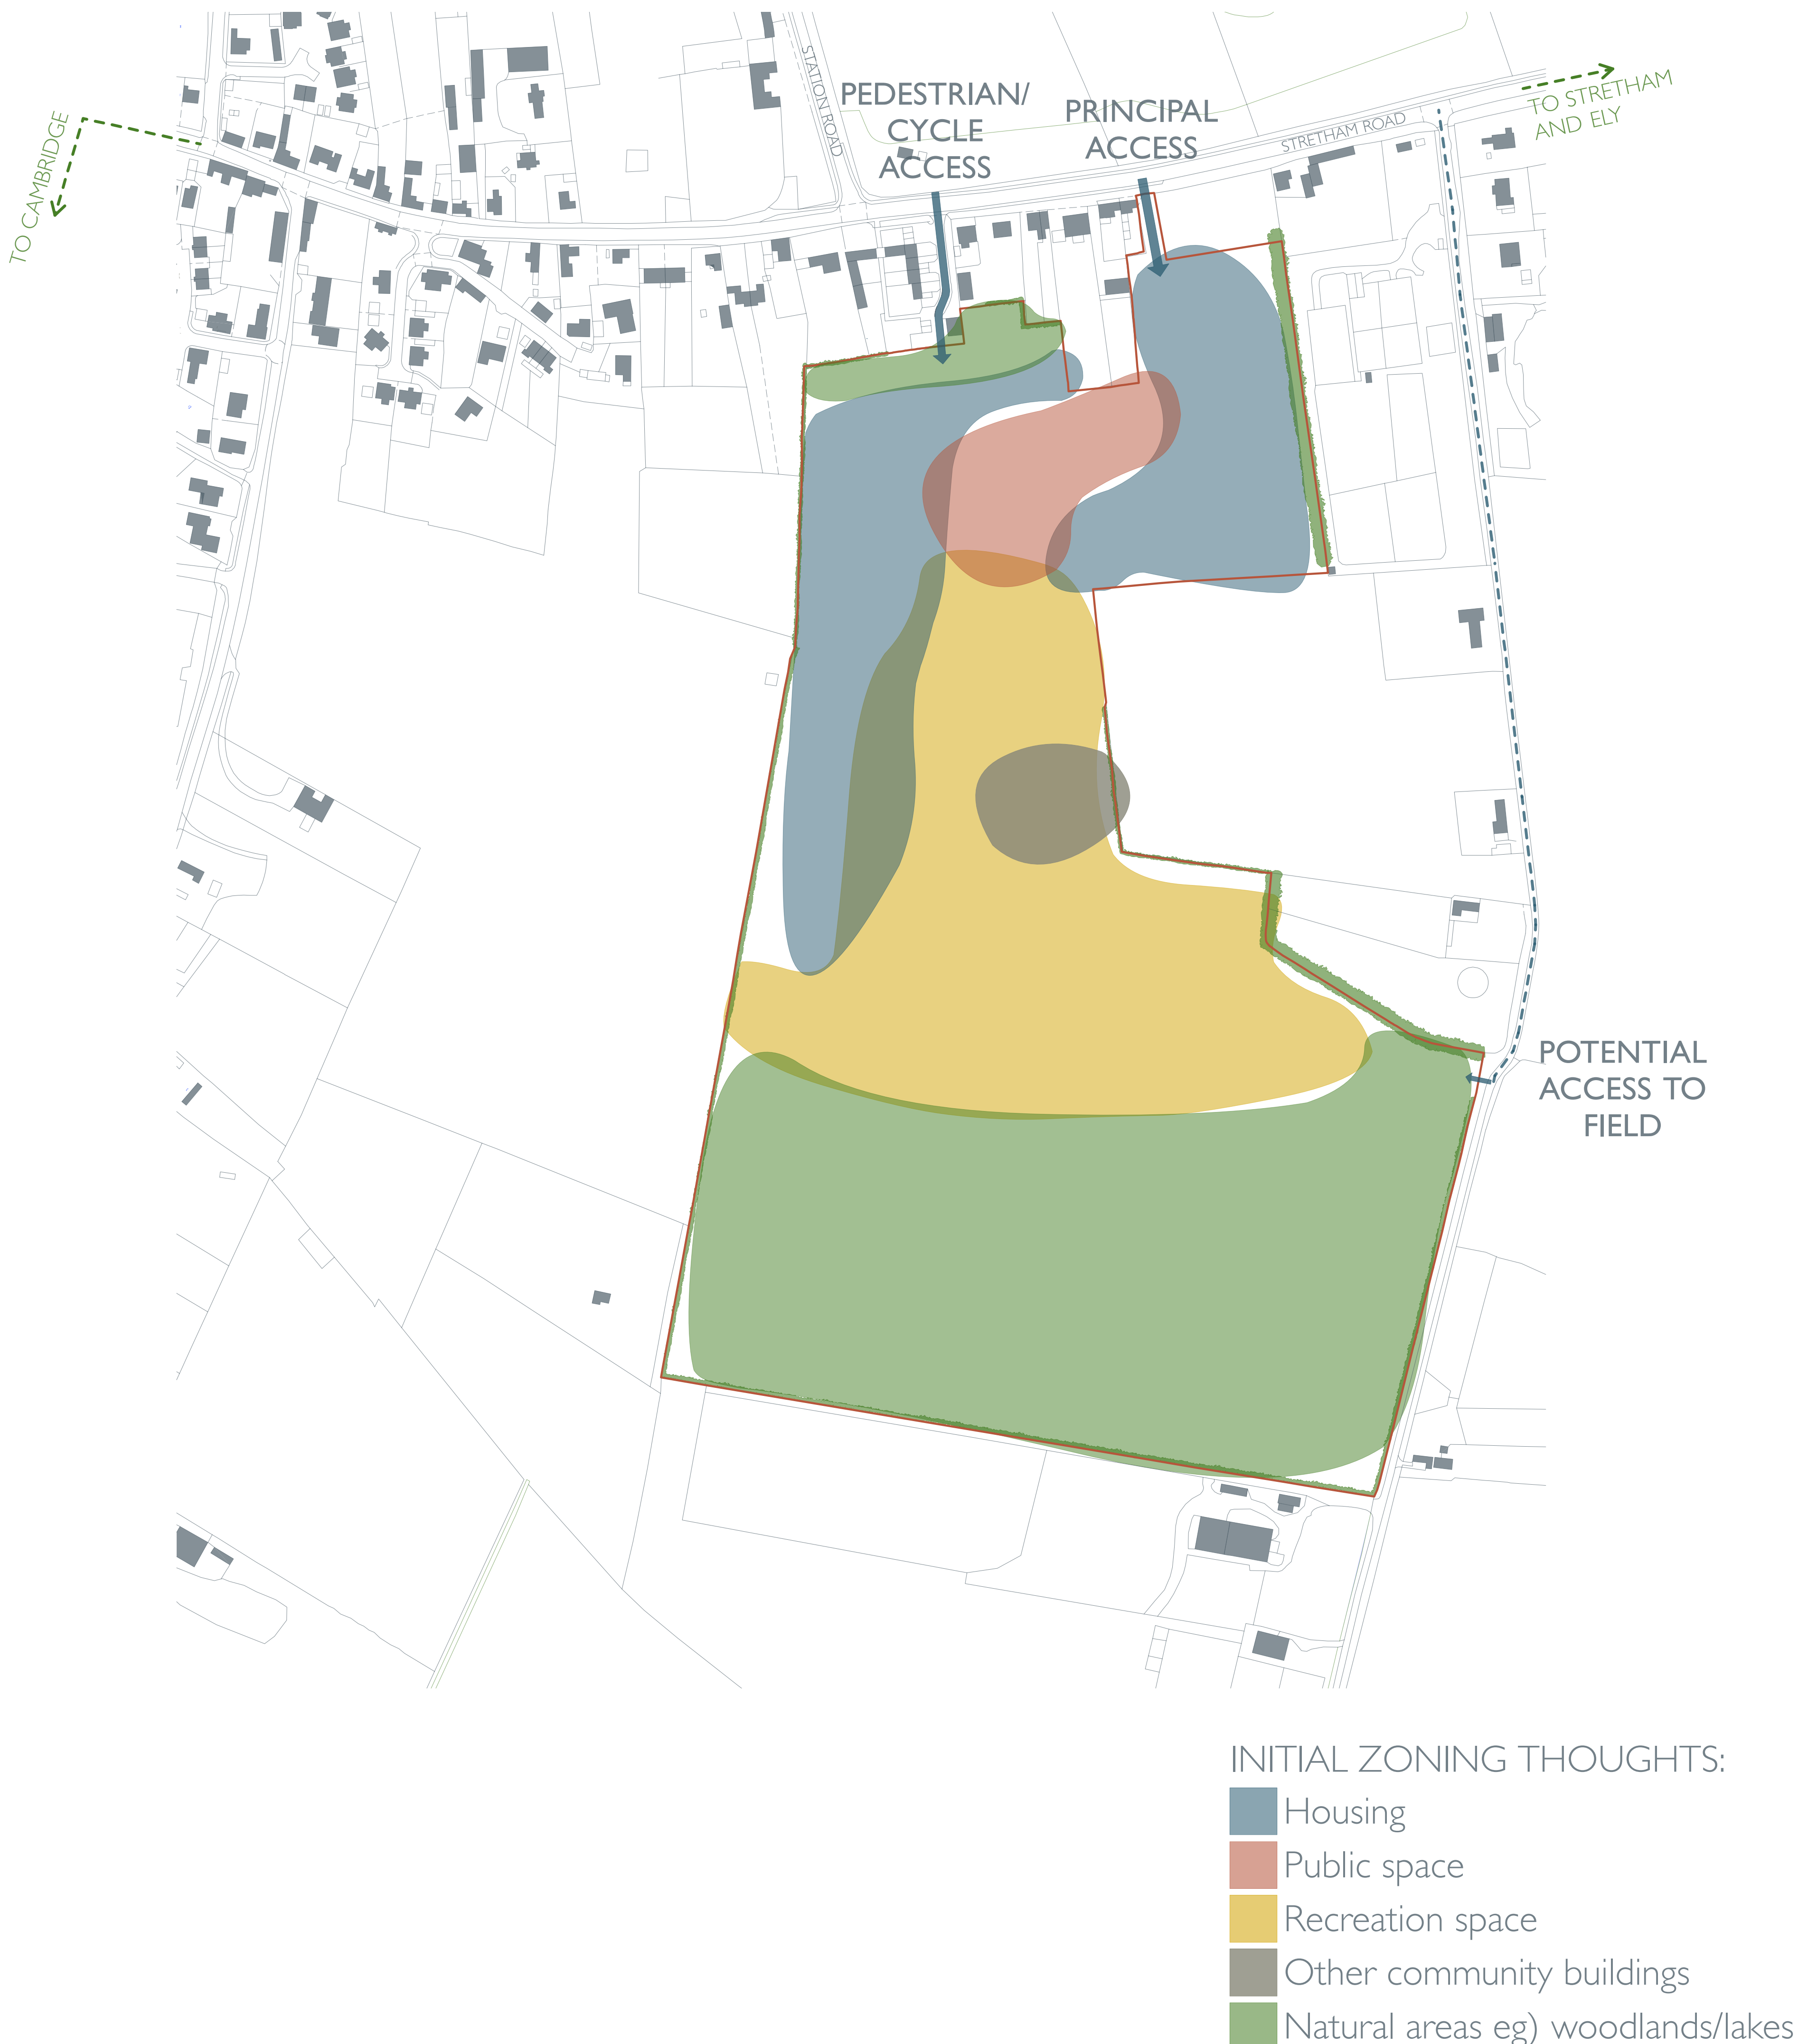 STATION ROAD
PEDESTRIAN/
CYCLE
ACCESS
PRINCIPAL
ACCESS
STRETHAM ROAD
TO STRETHAM
AND ELY
TO CAMBRIDGE
POTENTIAL
ACCESS TO
FIELD
INITIAL ZONING THOUGHTS:
Housing
Public space
Recreation space
Other community buildings
Natural areas eg) woodlands/lakes